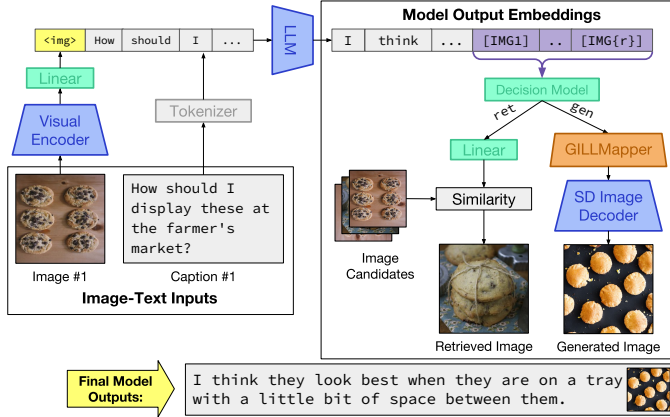 Model Output Embeddings
<img> How should I ...
LLM
I think ... [IMG1] .. [IMG{r}]
Linear
Decision Model
Visual
Encoder
Tokenizer
ret
gen
Linear
GILLMapper
How should I
display these at
the farmer's
market?
Similarity
SD Image
Decoder
Image
Candidates
Image #1
Caption #1
Image-Text Inputs
Retrieved Image
Generated Image
Final Model
Outputs:
I think they look best when they are on a tray
with a little bit of space between them.